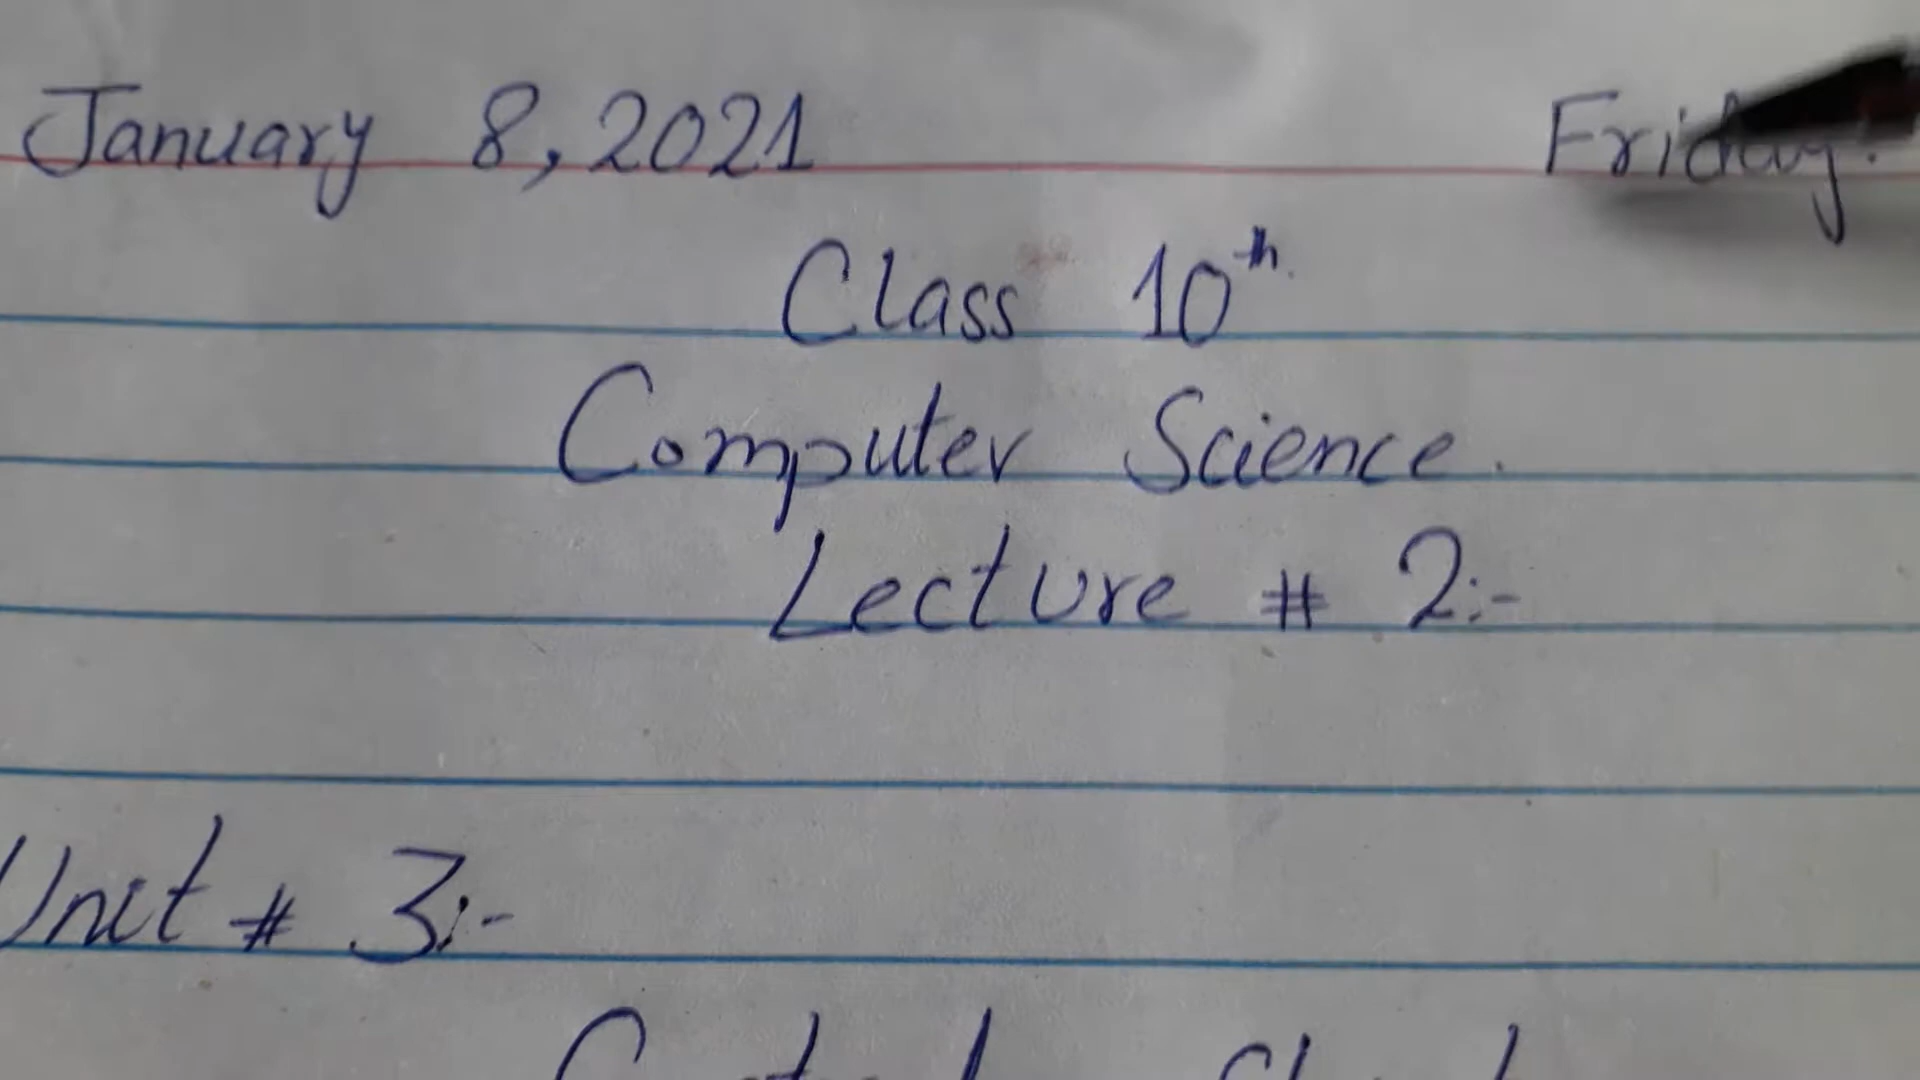 January 8, 2021 Friday.
Class 10th
Computer Science.
Lecture # 2:-
Unit # 3:-